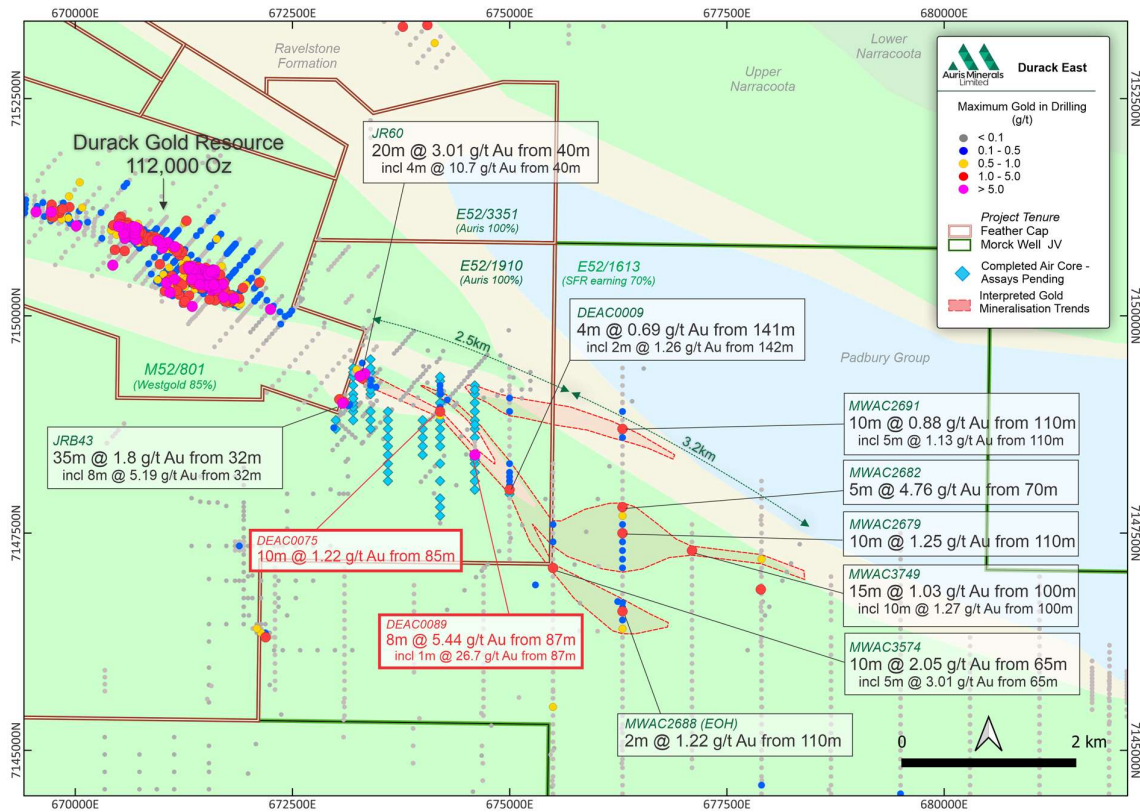 670000E
672500E
675000E
677500E
680000E
7152500N
7150000N
7147500N
7145000N
7152500N
7150000N
7147500N
7145000N
670000E
672500E
675000E
677500E
680000E
Ravelstone
Formation
Upper
Narracoota
Lower
Narracoota
Padbury Group
Durack Gold Resource
112,000 Oz
JR60
20m @ 3.01 g/t Au from 40m
incl 4m @ 10.7 g/t Au from 40m
E52/3351
(Auris 100%)
E52/1910
(Auris 100%)
E52/1613
(SFR earning 70%)
M52/801
(Westgold 85%)
2.5km
3.2km
DEAC0009
4m @ 0.69 g/t Au from 141m
incl 2m @ 1.26 g/t Au from 142m
JRB43
35m @ 1.8 g/t Au from 32m
incl 8m @ 5.19 g/t Au from 32m
DEAC0075
10m @ 1.22 g/t Au from 85m
DEAC0089
8m @ 5.44 g/t Au from 87m
incl 1m @ 26.7 g/t Au from 87m
MWAC2691
10m @ 0.88 g/t Au from 110m
incl 5m @ 1.13 g/t Au from 110m
MWAC2682
5m @ 4.76 g/t Au from 70m
MWAC2679
10m @ 1.25 g/t Au from 110m
MWAC3749
15m @ 1.03 g/t Au from 100m
incl 10m @ 1.27 g/t Au from 100m
MWAC3574
10m @ 2.05 g/t Au from 65m
incl 5m @ 3.01 g/t Au from 65m
MWAC2688 (EOH)
2m @ 1.22 g/t Au from 110m
Auris Minerals
Limited
Durack East
Maximum Gold in Drilling
(g/t)
< 0.1
0.1 - 0.5
0.5 - 1.0
1.0 - 5.0
> 5.0
Project Tenure
Feather Cap
Morck Well JV
Completed Air Core -
Assays Pending
Interpreted Gold
Mineralisation Trends
0
2 km